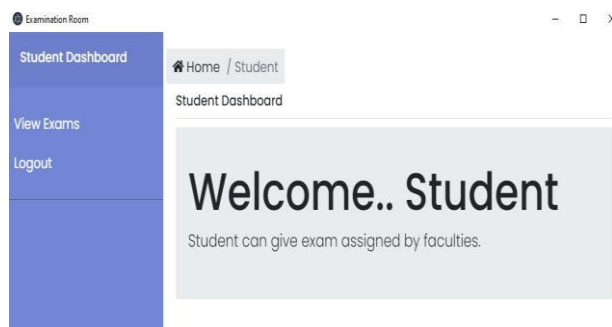 Examination Room
Student Dashboard
View Exams
Logout
Home / Student
Student Dashboard
Welcome.. Student
Student can give exam assigned by faculties.